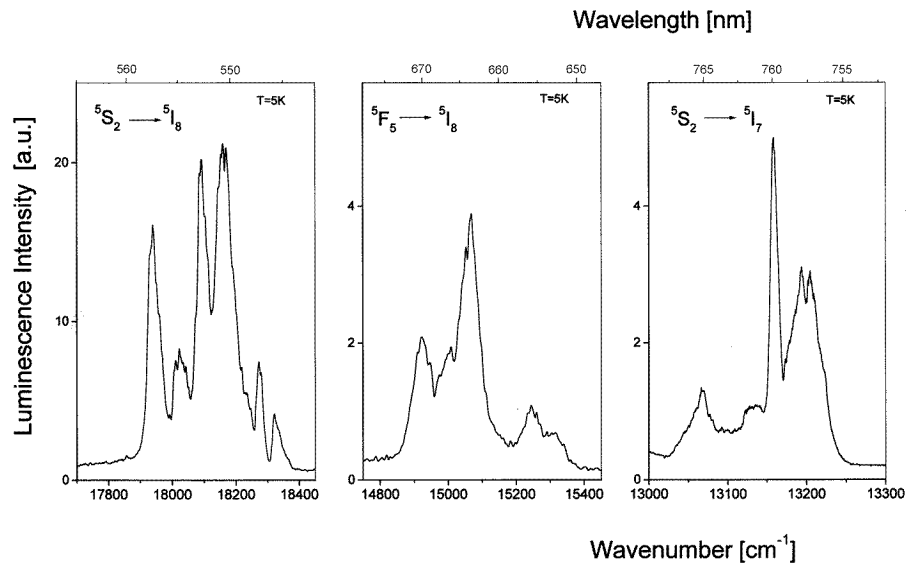 Wavelength [nm]
560 550
670 660 650
765 760 755
⁵S₂ ⟶ ⁵I₈ T=5K
⁵F₅ ⟶ ⁵I₈ T=5K
⁵S₂ ⟶ ⁵I₇ T=5K
Luminescence Intensity [a.u.]
20
10
0
4
2
0
4
2
0
17800 18000 18200 18400
14800 15000 15200 15400
13000 13100 13200 13300
Wavenumber [cm⁻¹]